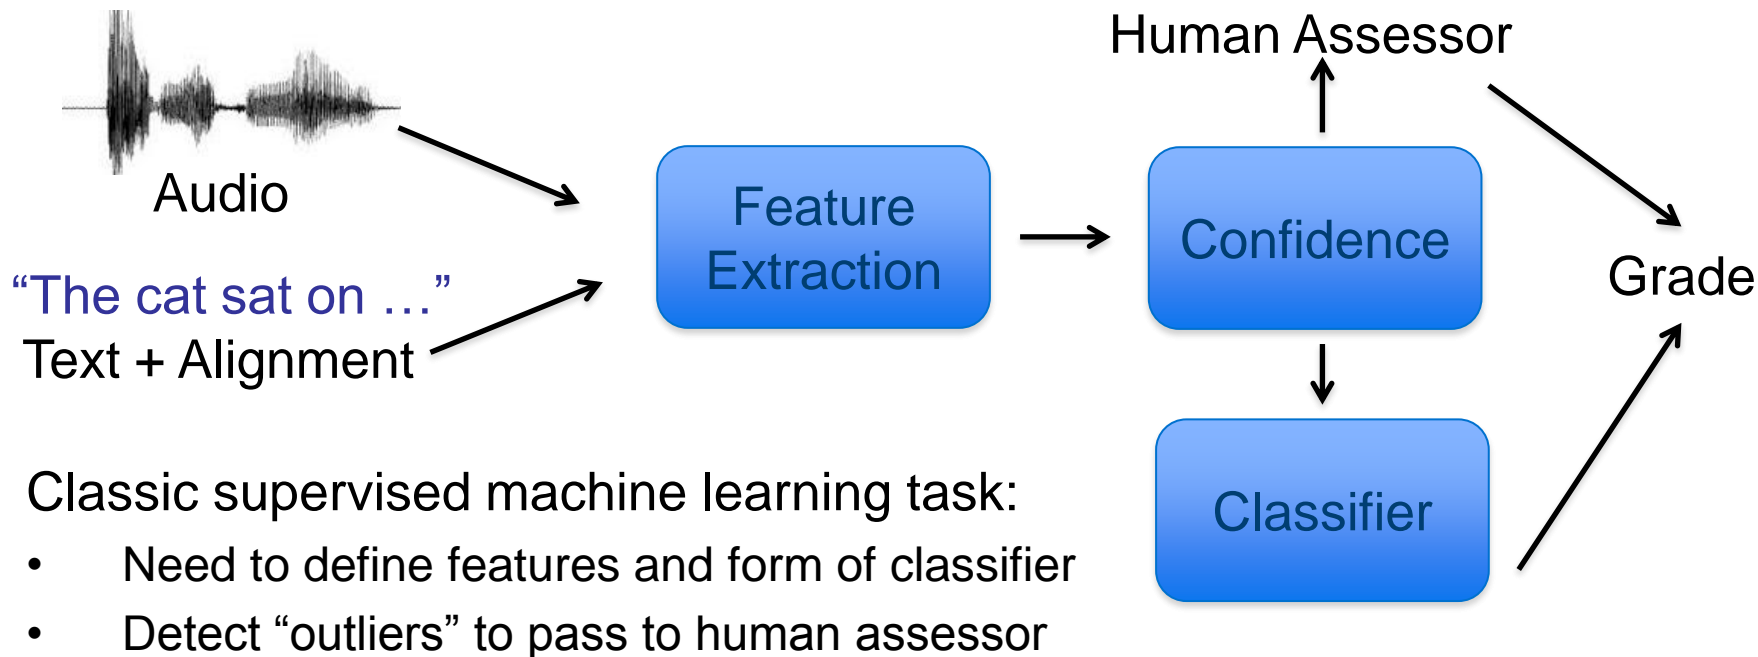 Human Assessor
Audio
Feature
Extraction
Confidence
“The cat sat on …”
Text + Alignment
Grade
Classifier
Classic supervised machine learning task:
• Need to define features and form of classifier
• Detect “outliers” to pass to human assessor